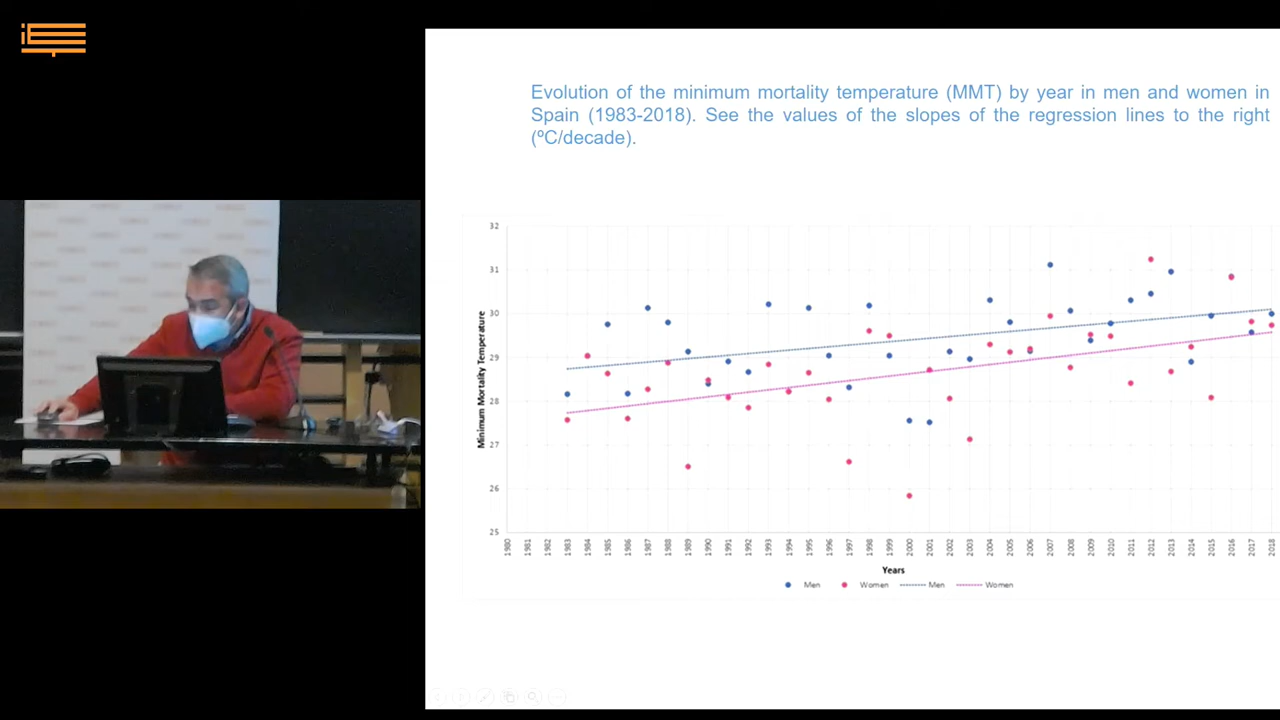 Evolution of the minimum mortality temperature (MMT) by year in men and women in
Spain (1983-2018). See the values of the slopes of the regression lines to the right
(ºC/decade).
32
31
30
29
28
27
26
25
Minimum Mortality Temperature
1980 1981 1982 1983 1984 1985 1986 1987 1988 1989 1990 1991 1992 1993 1994 1995 1996 1997 1998 1999 2000 2001 2002 2003 2004 2005 2006 2007 2008 2009 2010 2011 2012 2013 2014 2015 2016 2017 2018
Years
Men Women Men Women